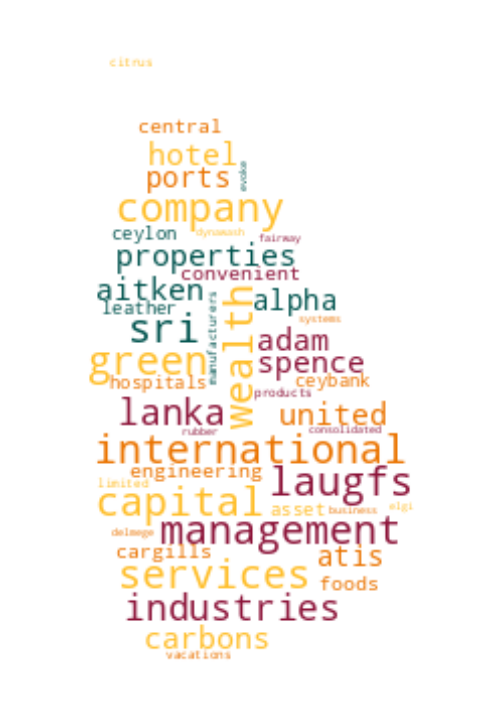 citrus
central
hotel
evoke
ports
company
ceylon
dynawash
fairway
properties
convenient
aitken
alpha
leather
manufacturers
wealth
systems
sri
adam
green
spence
hospitals
ceybank
products
lanka
united
rubber
consolidated
international
engineering
laugfs
limited
capital
asset
business
elgi
delmege
management
cargills
atis
services
foods
industries
carbons
vacations